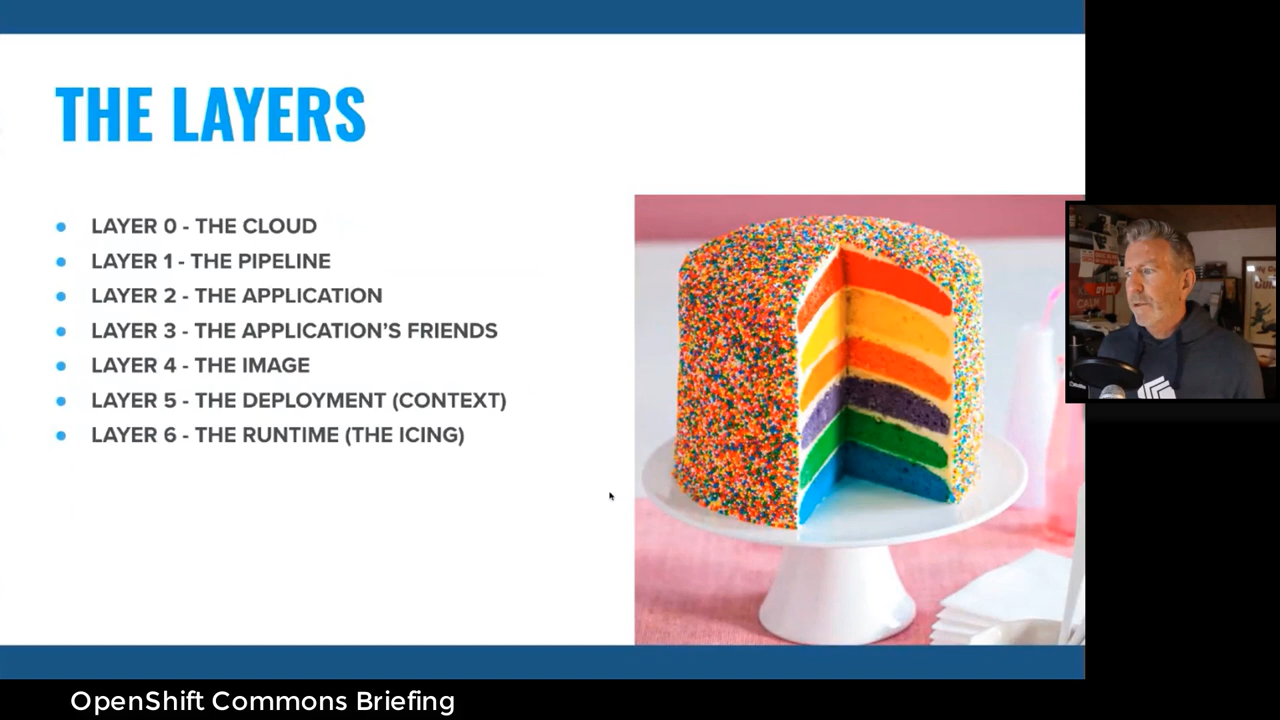 THE LAYERS
LAYER 0 - THE CLOUD
LAYER 1 - THE PIPELINE
LAYER 2 - THE APPLICATION
LAYER 3 - THE APPLICATION'S FRIENDS
LAYER 4 - THE IMAGE
LAYER 5 - THE DEPLOYMENT (CONTEXT)
LAYER 6 - THE RUNTIME (THE ICING)
OpenShift Commons Briefing